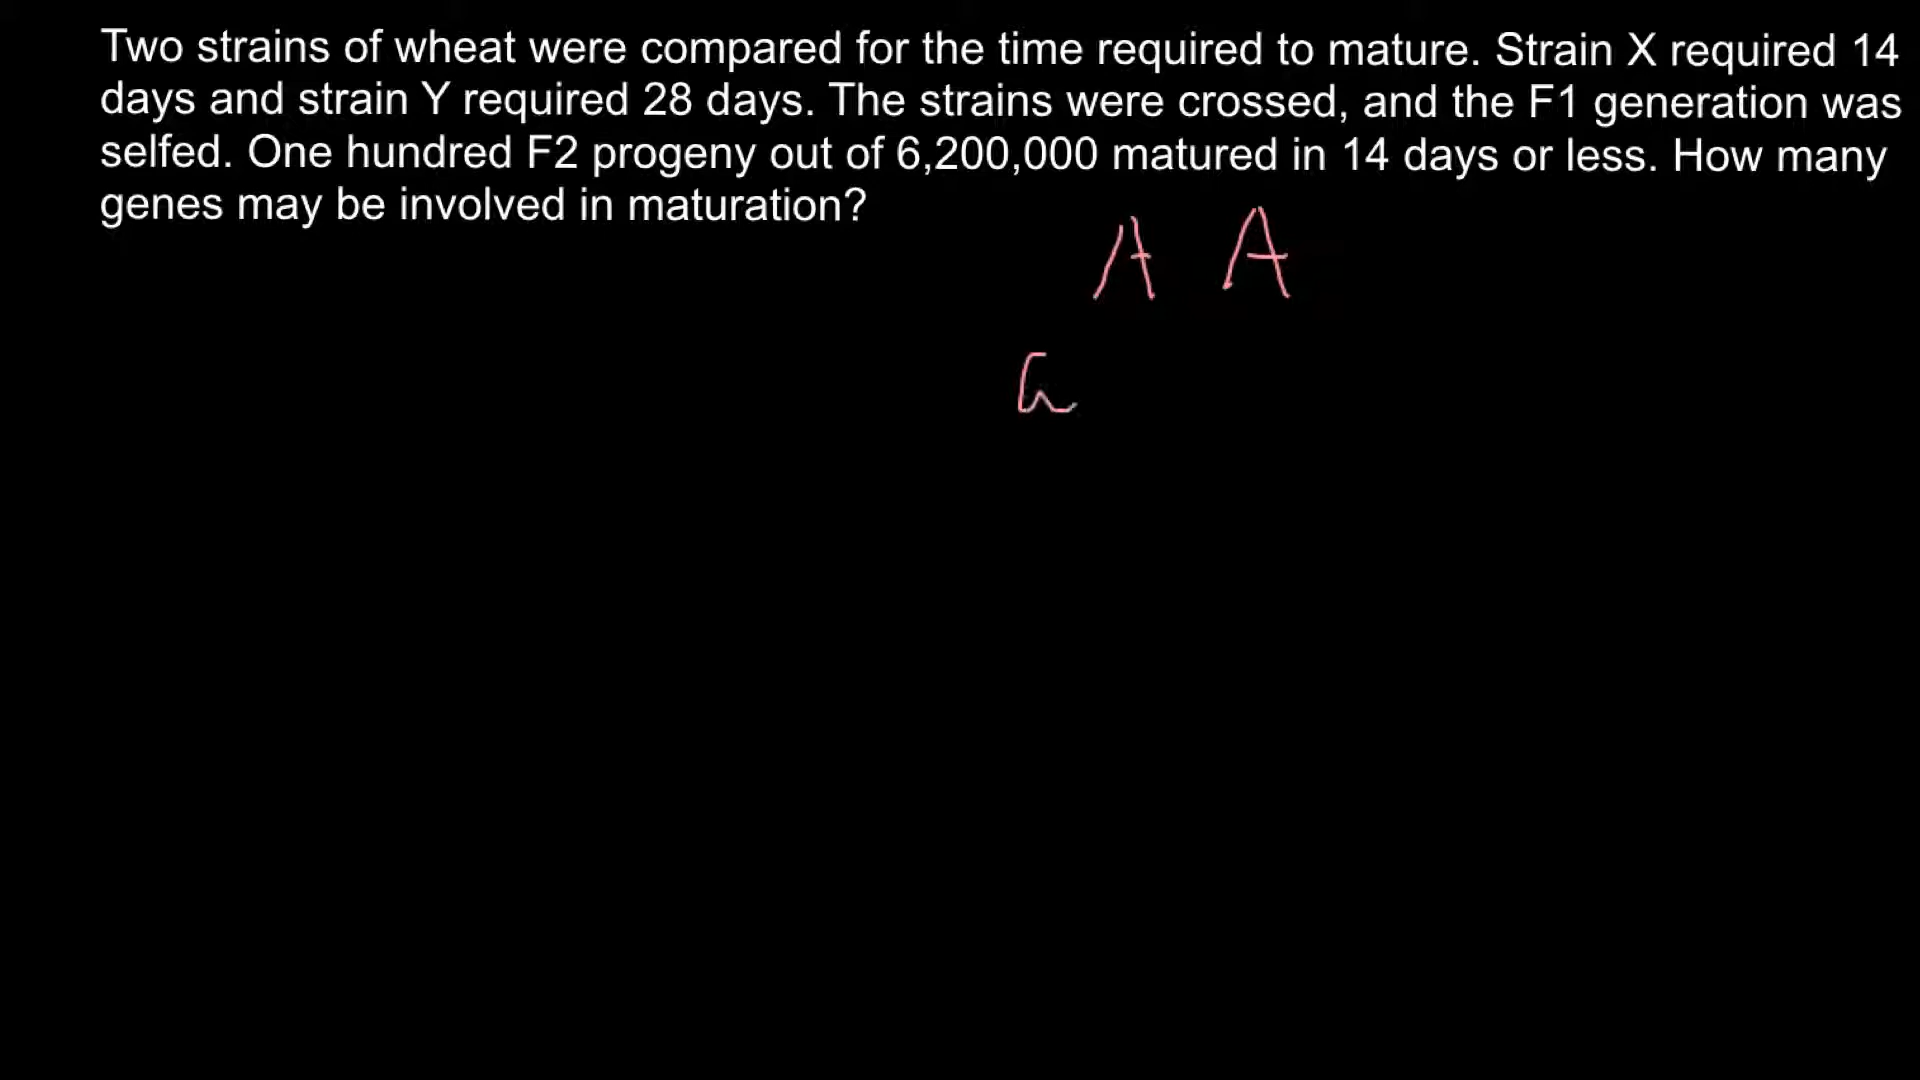 Two strains of wheat were compared for the time required to mature. Strain X required 14
days and strain Y required 28 days. The strains were crossed, and the F1 generation was
selfed. One hundred F2 progeny out of 6,200,000 matured in 14 days or less. How many
genes may be involved in maturation?
A A